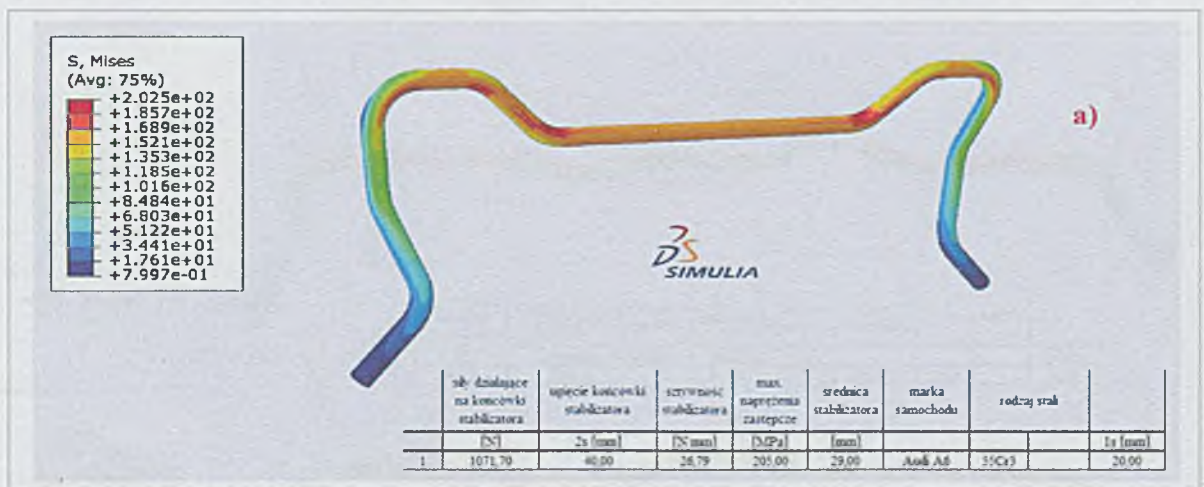 S, Mises
(Avg: 75%)
+2.025e+02
+1.857e+02
+1.689e+02
+1.521e+02
+1.353e+02
+1.185e+02
+1.016e+02
+8.484e+01
+6.803e+01
+5.122e+01
+3.441e+01
+1.761e+01
+7.997e-01
a)
DS
SIMULIA
siły działające
na końcówki
stabilizatora
ugięcie końcówki
stabilizatora
sztywność
stabilizatora
max.
naprężenia
zastępcze
średnica
stabilizatora
marka
samochodu
rodzaj stali
[N] 2s [mm] [N/mm] [MPa] [mm] 1s [mm]
1 1071,70 40,00 26,79 205,00 29,00 Audi A6 55Cr3 20,00